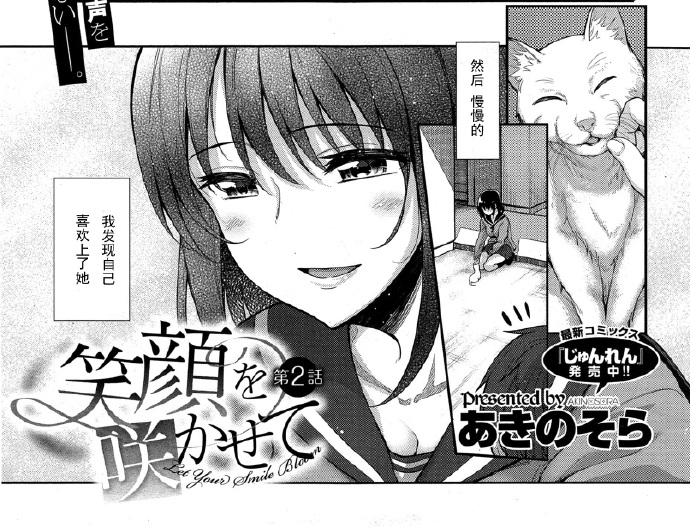 声を
い―。
然后 慢慢的
我发现自己
喜欢上了她
笑顔を
咲かせて
第2話
Let Your Smile Bloom
最新コミックス
『じゅんれん』
発売中!!
Presented by
AKINOSORA
あきのそら